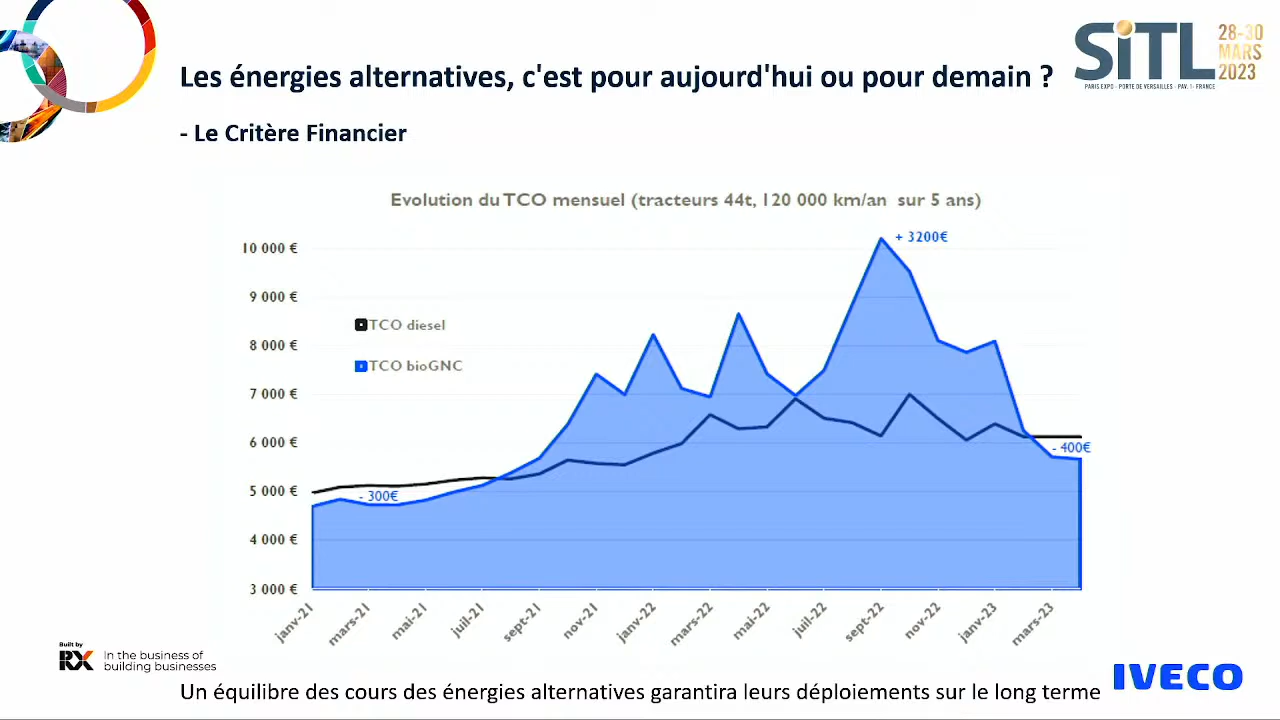 SiTL
28-30
MARS
2023
PARIS EXPO - PORTE DE VERSAILLES - PAV. 1 - FRANCE
Les énergies alternatives, c'est pour aujourd'hui ou pour demain ?
- Le Critère Financier
Evolution du TCO mensuel (tracteurs 44t, 120 000 km/an sur 5 ans)
+ 3200€
10 000 €
9 000 €
TCO diesel
8 000 €
TCO bioGNC
7 000 €
6 000 €
- 400€
5 000 €
- 300€
4 000 €
3 000 €
janv-21
mars-21
mai-21
juil-21
sept-21
nov-21
janv-22
mars-22
mai-22
juil-22
sept-22
nov-22
janv-23
mars-23
Built by
RX
In the business of
building businesses
IVECO
Un équilibre des cours des énergies alternatives garantira leurs déploiements sur le long terme